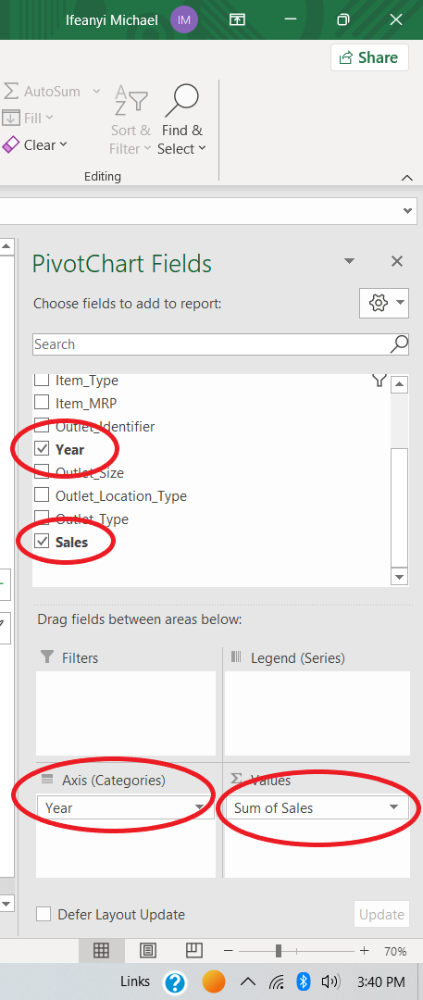 Ifeanyi Michael IM
Share
AutoSum
Fill
Clear
A
Z
Sort &
Filter
Find &
Select
Editing
PivotChart Fields
Choose fields to add to report:
Search
Item_Type
Item_MRP
Outlet_Identifier
Year
Outlet_Size
Outlet_Location_Type
Outlet_Type
Sales
Drag fields between areas below:
Filters
Legend (Series)
Axis (Categories)
Σ Values
Year
Sum of Sales
Defer Layout Update
Update
70%
Links
?
3:40 PM